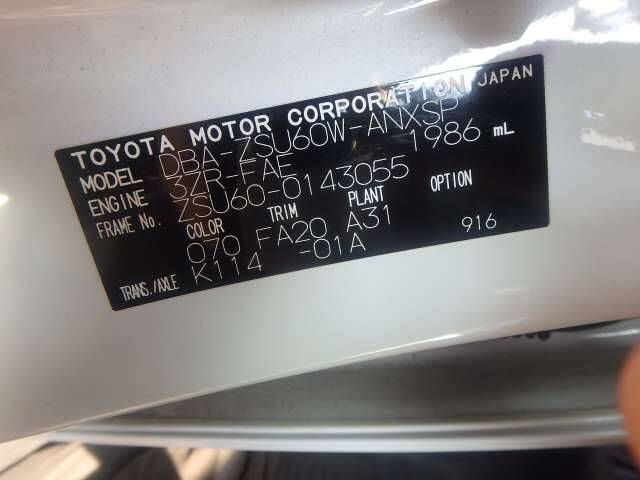 TOYOTA MOTOR CORPORATION JAPAN
MODEL DBA-ZSU60W-ANXSP
ENGINE 3ZR-FAE 1986 mL
FRAME No. ZSU60-0143055
COLOR TRIM PLANT OPTION
070 FA20 A31
TRANS./AXLE K114 -01A 916